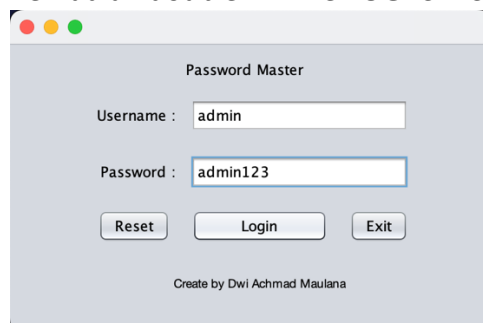 Password Master
Username : admin
Password : admin123
Reset Login Exit
Create by Dwi Achmad Maulana